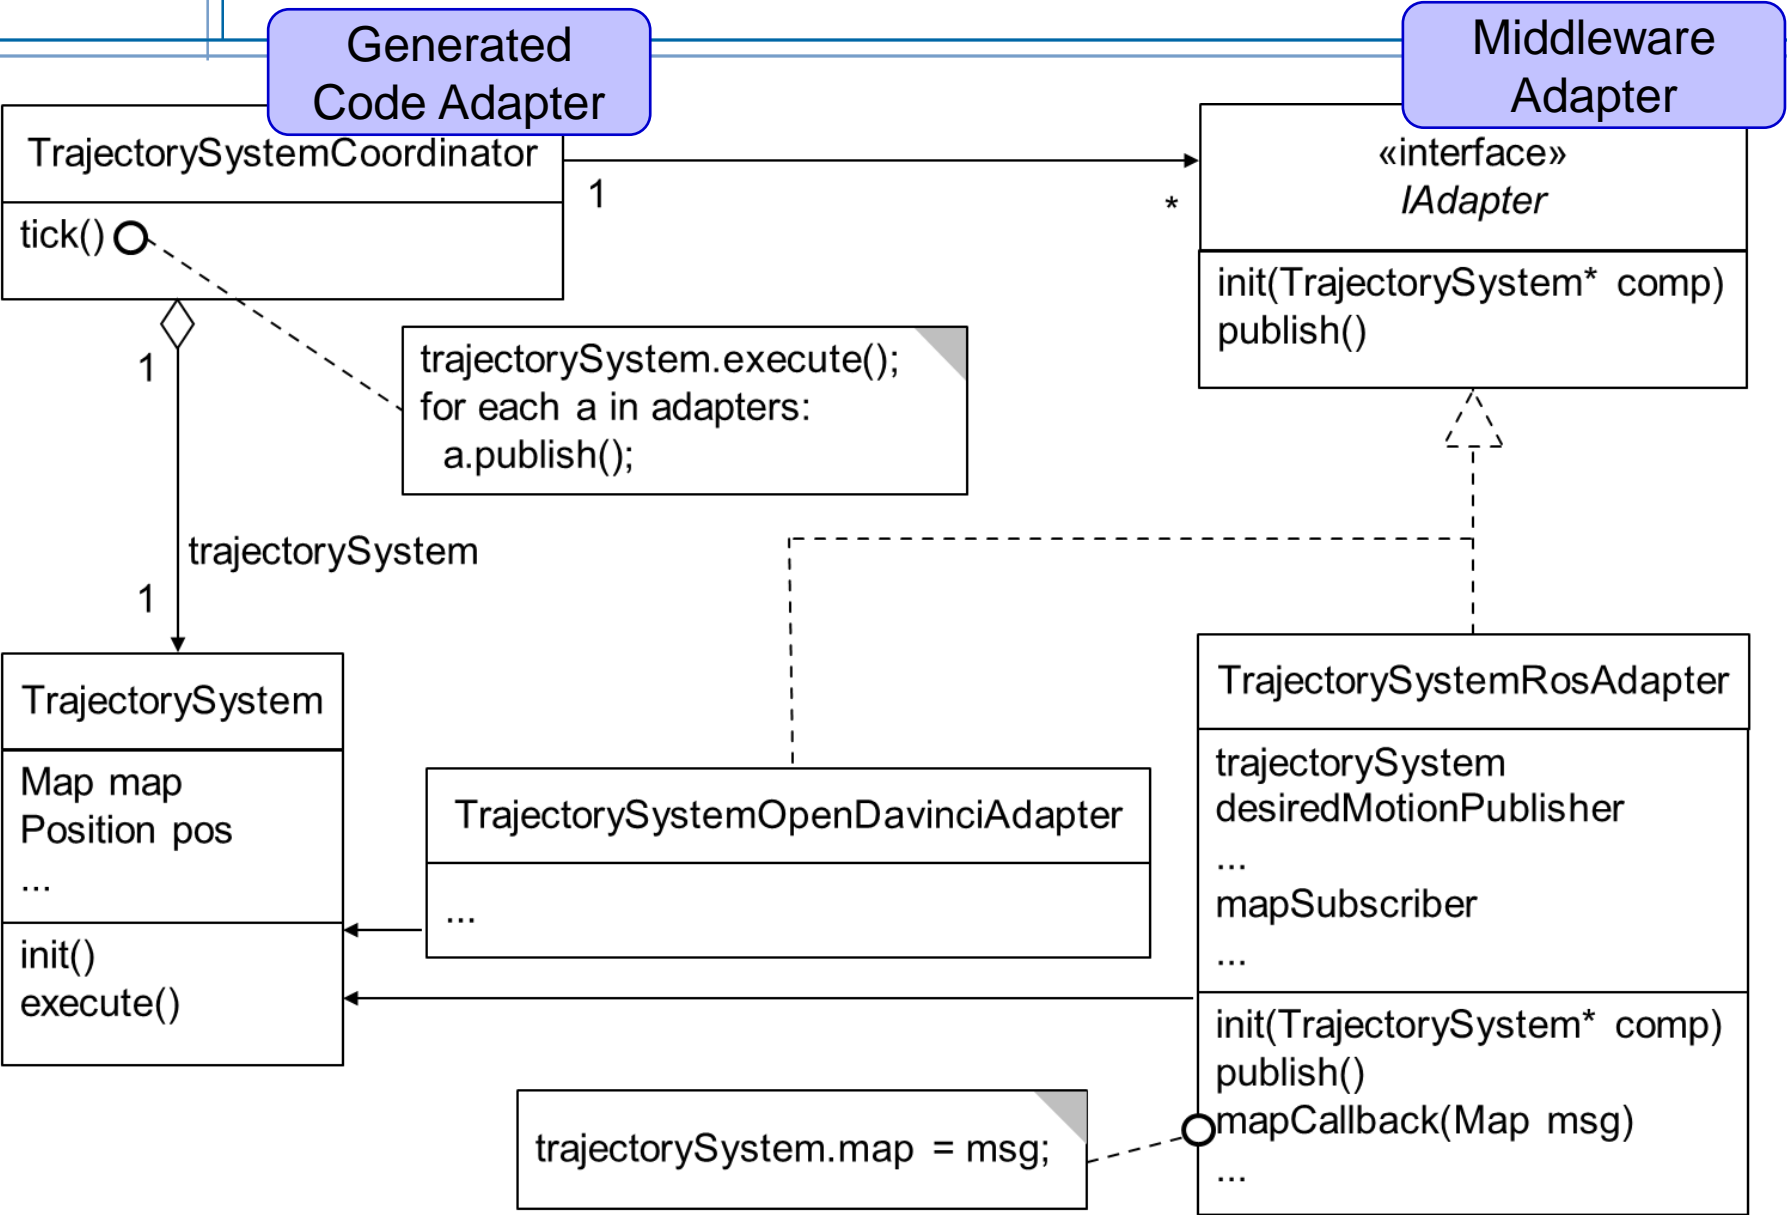 Generated
Code Adapter
Middleware
Adapter
TrajectorySystemCoordinator
tick()
1
*
«interface»
IAdapter
init(TrajectorySystem* comp)
publish()
trajectorySystem.execute();
for each a in adapters:
a.publish();
1
trajectorySystem
1
TrajectorySystem
Map map
Position pos
...
init()
execute()
TrajectorySystemOpenDavinciAdapter
...
TrajectorySystemRosAdapter
trajectorySystem
desiredMotionPublisher
...
mapSubscriber
...
init(TrajectorySystem* comp)
publish()
mapCallback(Map msg)
...
trajectorySystem.map = msg;